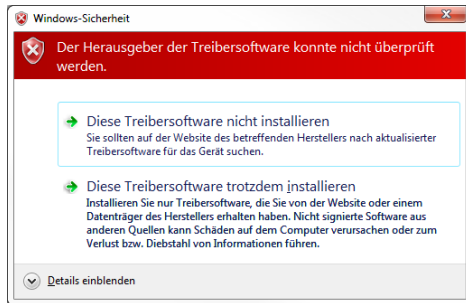 Windows-Sicherheit
Der Herausgeber der Treibersoftware konnte nicht überprüft
werden.
Diese Treibersoftware nicht installieren
Sie sollten auf der Website des betreffenden Herstellers nach aktualisierter
Treibersoftware für das Gerät suchen.
Diese Treibersoftware trotzdem installieren
Installieren Sie nur Treibersoftware, die Sie von der Website oder einem
Datenträger des Herstellers erhalten haben. Nicht signierte Software aus
anderen Quellen kann Schäden auf dem Computer verursachen oder zum
Verlust bzw. Diebstahl von Informationen führen.
Details einblenden